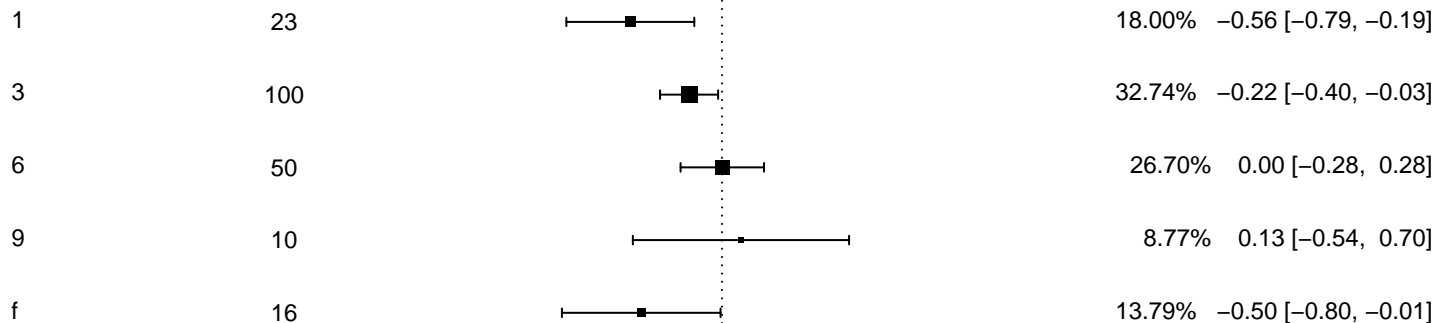 1 23 18.00% −0.56 [−0.79, −0.19]
3 100 32.74% −0.22 [−0.40, −0.03]
6 50 26.70% 0.00 [−0.28, 0.28]
9 10 8.77% 0.13 [−0.54, 0.70]
f 16 13.79% −0.50 [−0.80, −0.01]